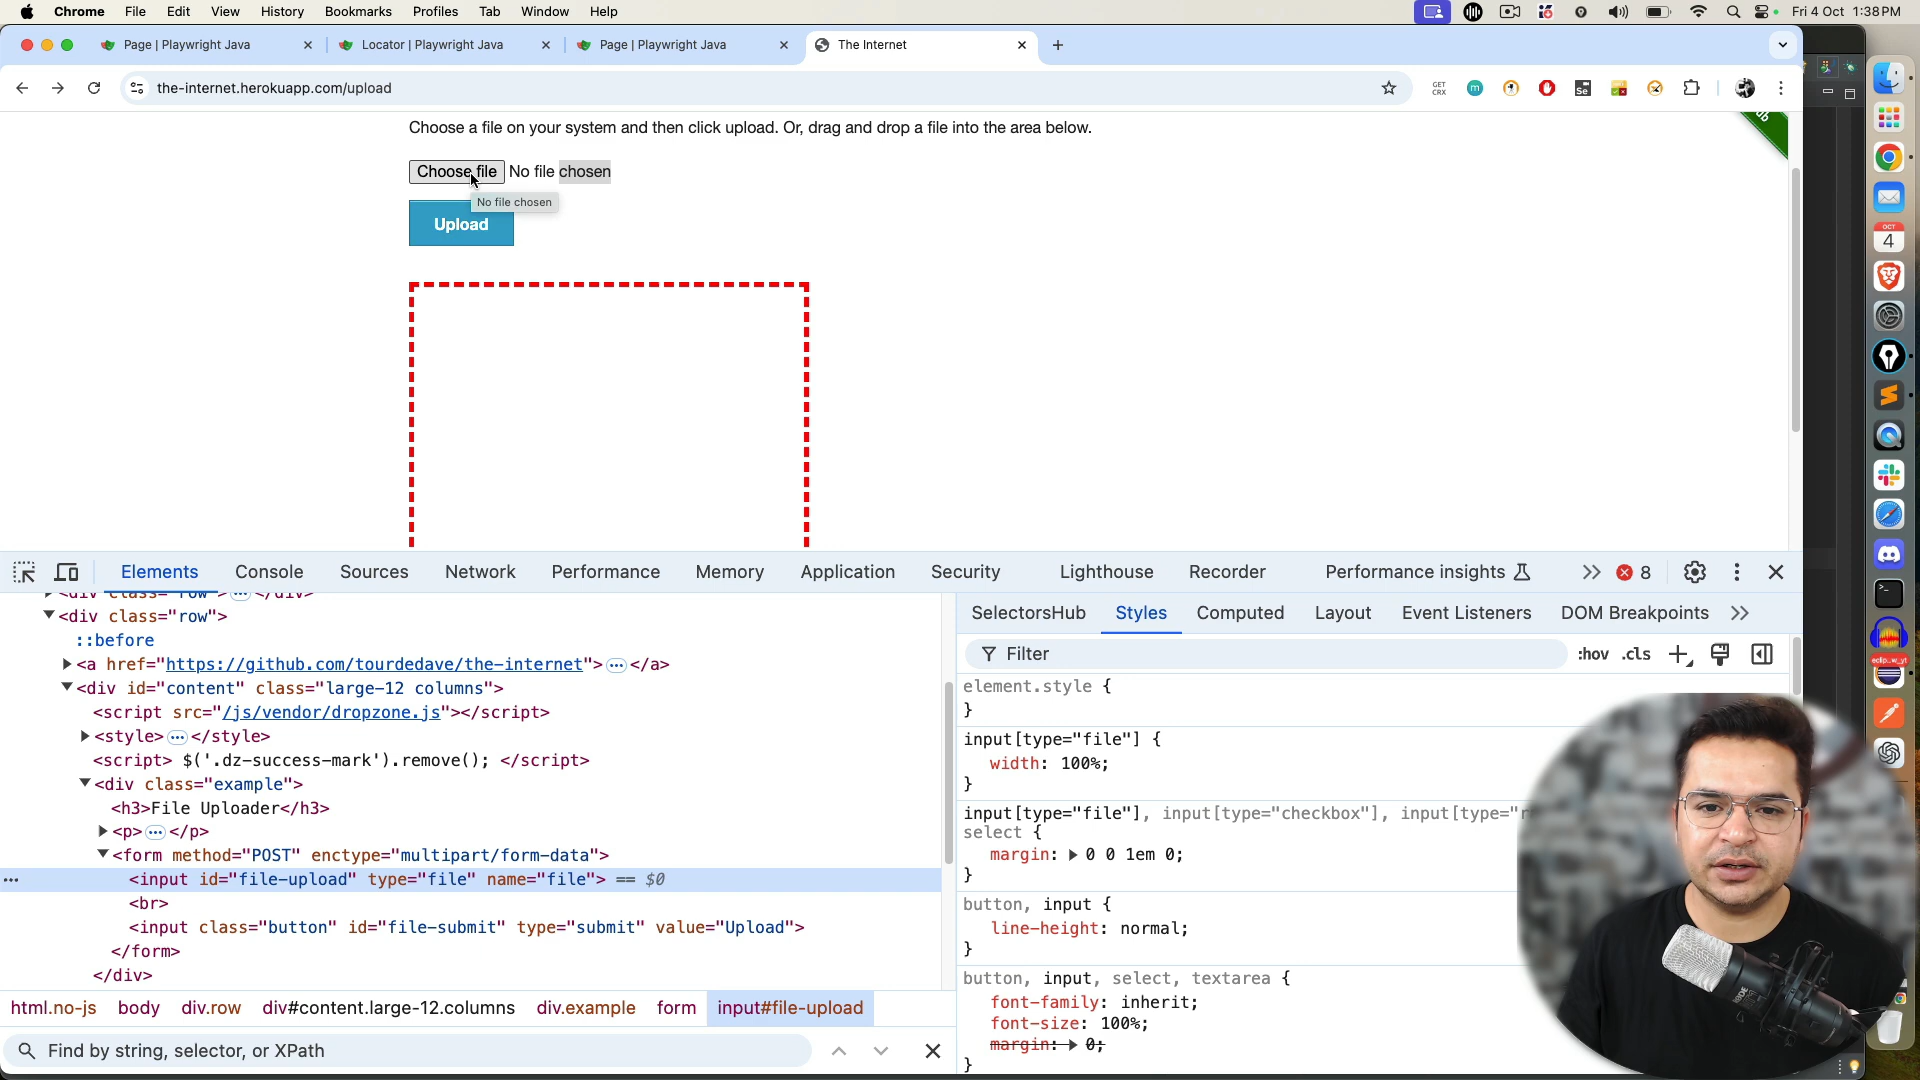 Chrome File Edit View History Bookmarks Profiles Tab Window Help Fri 4 Oct 1:38 PM
Page | Playwright Java Locator | Playwright Java Page | Playwright Java The Internet
the-internet.herokuapp.com/upload GET CRX m Se
Choose a file on your system and then click upload. Or, drag and drop a file into the area below.
Choose file No file chosen
No file chosen
Upload
OCT
4
Elements Console Sources Network Performance Memory Application Security Lighthouse Recorder Performance insights 8
<div class="row"> </div>
<div class="row">
::before
<a href="https://github.com/tourdedave/the-internet"> </a>
<div id="content" class="large-12 columns">
<script src="/js/vendor/dropzone.js"></script>
<style> </style>
<script> $('.dz-success-mark').remove(); </script>
<div class="example">
<h3>File Uploader</h3>
<p> </p>
<form method="POST" enctype="multipart/form-data">
<input id="file-upload" type="file" name="file"> == $0
<br>
<input class="button" id="file-submit" type="submit" value="Upload">
</form>
</div>
html.no-js body div.row div#content.large-12.columns div.example form input#file-upload
Find by string, selector, or XPath
SelectorsHub Styles Computed Layout Event Listeners DOM Breakpoints
Filter :hov .cls
element.style {
}
input[type="file"] {
width: 100%;
}
input[type="file"], input[type="checkbox"], input[type="
select {
margin: 0 0 1em 0;
}
button, input {
line-height: normal;
}
button, input, select, textarea {
font-family: inherit;
font-size: 100%;
margin: 0;
}